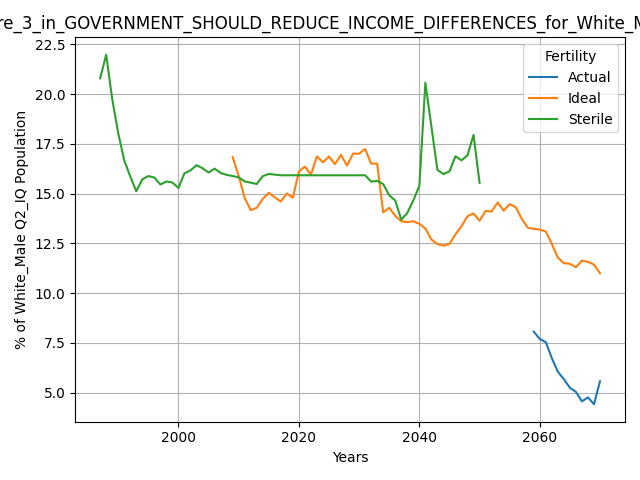 re_3_in_GOVERNMENT_SHOULD_REDUCE_INCOME_DIFFERENCES_for_White_M
22.5
20.0
17.5
15.0
12.5
10.0
7.5
5.0
% of White_Male Q2_IQ Population
Fertility
Actual
Ideal
Sterile
2000
2020
2040
2060
Years